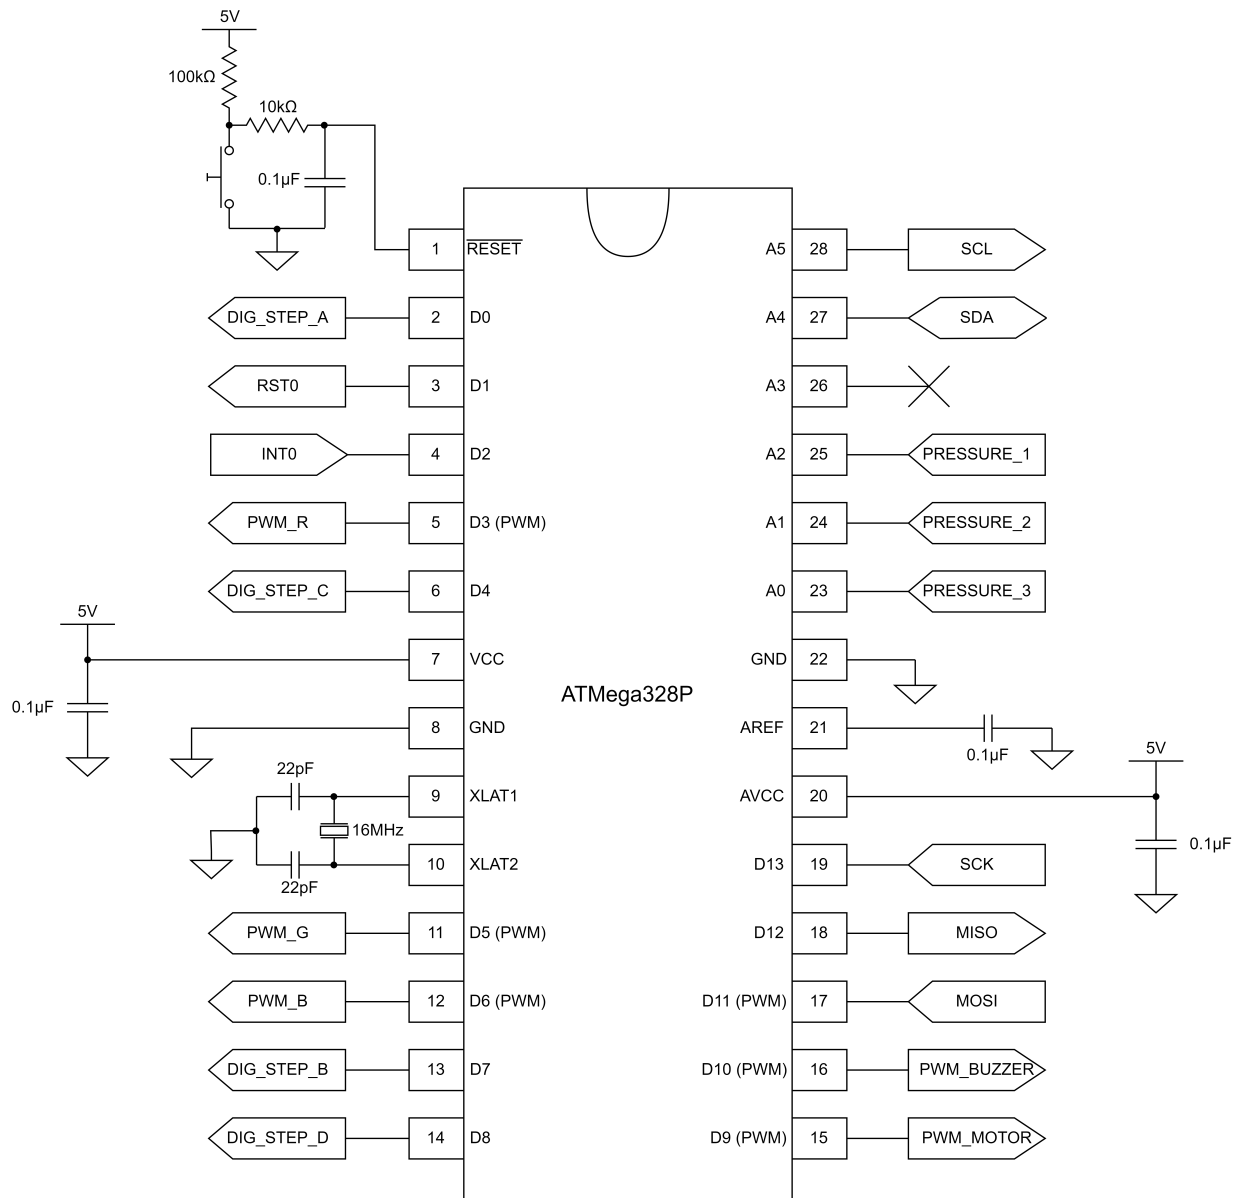 5V
100kΩ
10kΩ
0.1µF
1
RESET
A5
28
SCL
DIG_STEP_A
2
D0
A4
27
SDA
RST0
3
D1
A3
26
INT0
4
D2
A2
25
PRESSURE_1
PWM_R
5
D3 (PWM)
A1
24
PRESSURE_2
DIG_STEP_C
6
D4
A0
23
PRESSURE_3
5V
7
VCC
GND
22
ATMega328P
0.1µF
8
GND
AREF
21
0.1µF
5V
22pF
9
XLAT1
AVCC
20
16MHz
0.1µF
10
XLAT2
22pF
D13
19
SCK
PWM_G
11
D5 (PWM)
D12
18
MISO
PWM_B
12
D6 (PWM)
D11 (PWM)
17
MOSI
DIG_STEP_B
13
D7
D10 (PWM)
16
PWM_BUZZER
DIG_STEP_D
14
D8
D9 (PWM)
15
PWM_MOTOR